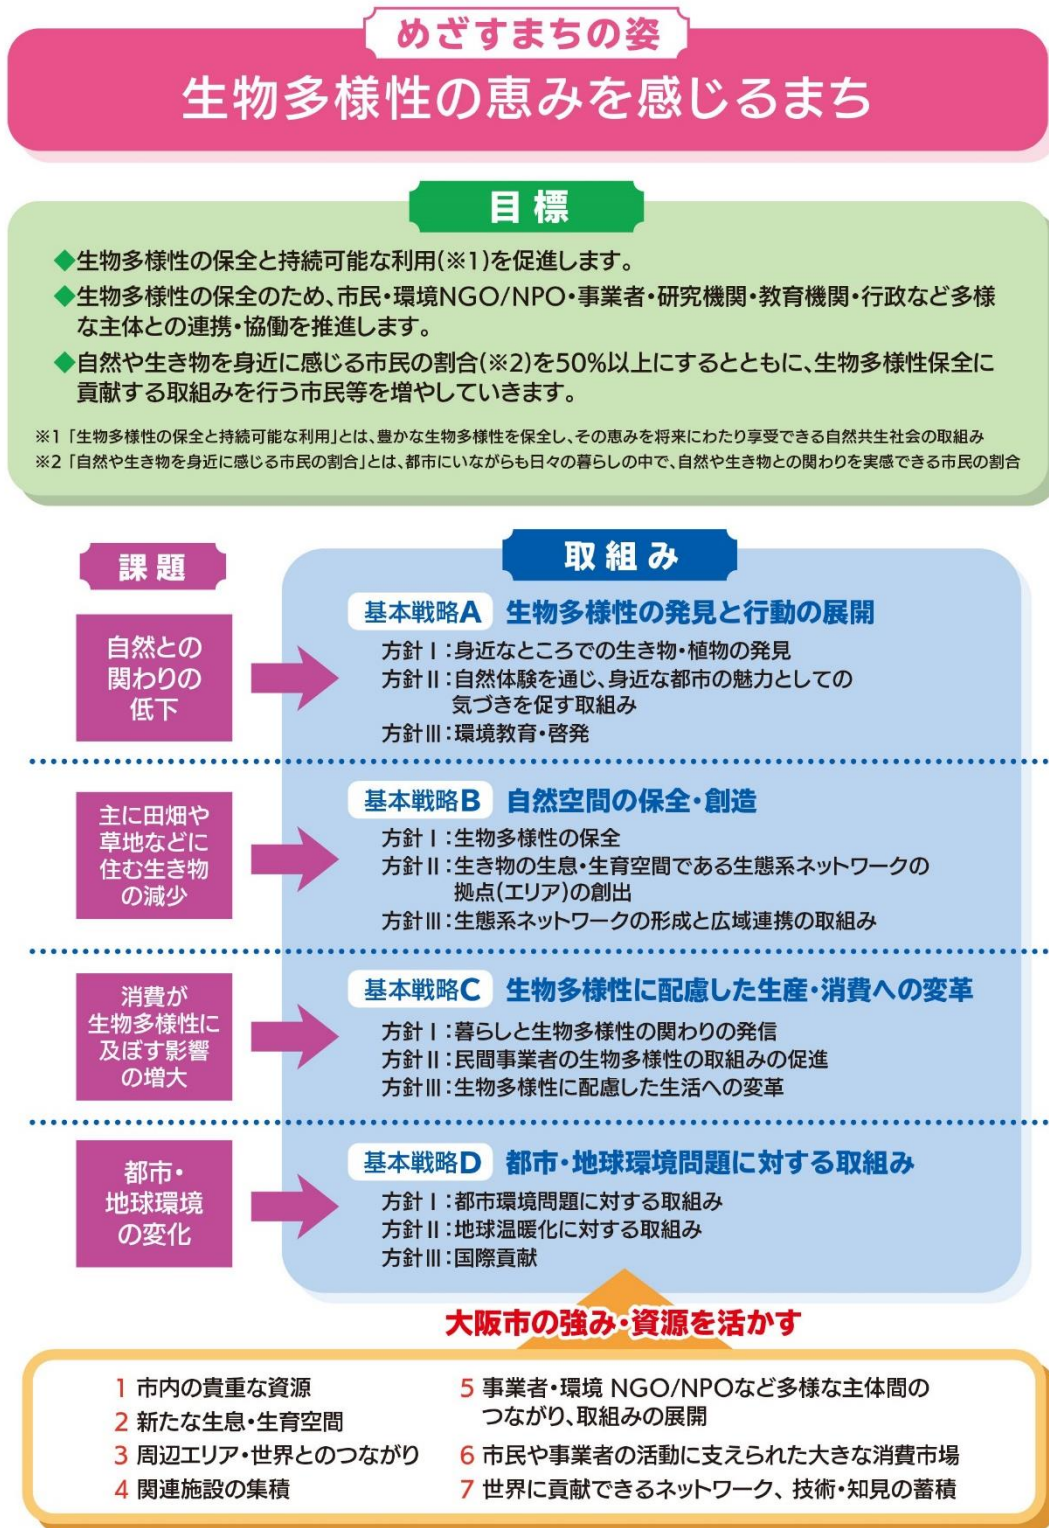 めざすまちの姿
生物多様性の恵みを感じるまち
目標
◆生物多様性の保全と持続可能な利用(※1)を促進します。
◆生物多様性の保全のため、市民・環境NGO/NPO・事業者・研究機関・教育機関・行政など多様
な主体との連携・協働を推進します。
◆自然や生き物を身近に感じる市民の割合(※2)を50%以上にするとともに、生物多様性保全に
貢献する取組みを行う市民等を増やしていきます。
※1「生物多様性の保全と持続可能な利用」とは、豊かな生物多様性を保全し、その恵みを将来にわたり享受できる自然共生社会の取組み
※2「自然や生き物を身近に感じる市民の割合」とは、都市にいながらも日々の暮らしの中で、自然や生き物との関わりを実感できる市民の割合
課題
取組み
自然との
関わりの
低下
基本戦略A 生物多様性の発見と行動の展開
方針Ⅰ：身近なところでの生き物・植物の発見
方針Ⅱ：自然体験を通じ、身近な都市の魅力としての
気づきを促す取組み
方針Ⅲ：環境教育・啓発
主に田畑や
草地などに
住む生き物
の減少
基本戦略B 自然空間の保全・創造
方針Ⅰ：生物多様性の保全
方針Ⅱ：生き物の生息・生育空間である生態系ネットワークの
拠点(エリア)の創出
方針Ⅲ：生態系ネットワークの形成と広域連携の取組み
消費が
生物多様性に
及ぼす影響
の増大
基本戦略C 生物多様性に配慮した生産・消費への変革
方針Ⅰ：暮らしと生物多様性の関わりの発信
方針Ⅱ：民間事業者の生物多様性の取組みの促進
方針Ⅲ：生物多様性に配慮した生活への変革
都市・
地球環境
の変化
基本戦略D 都市・地球環境問題に対する取組み
方針Ⅰ：都市環境問題に対する取組み
方針Ⅱ：地球温暖化に対する取組み
方針Ⅲ：国際貢献
大阪市の強み・資源を活かす
1 市内の貴重な資源
2 新たな生息・生育空間
3 周辺エリア・世界とのつながり
4 関連施設の集積
5 事業者・環境 NGO/NPOなど多様な主体間の
つながり、取組みの展開
6 市民や事業者の活動に支えられた大きな消費市場
7 世界に貢献できるネットワーク、技術・知見の蓄積